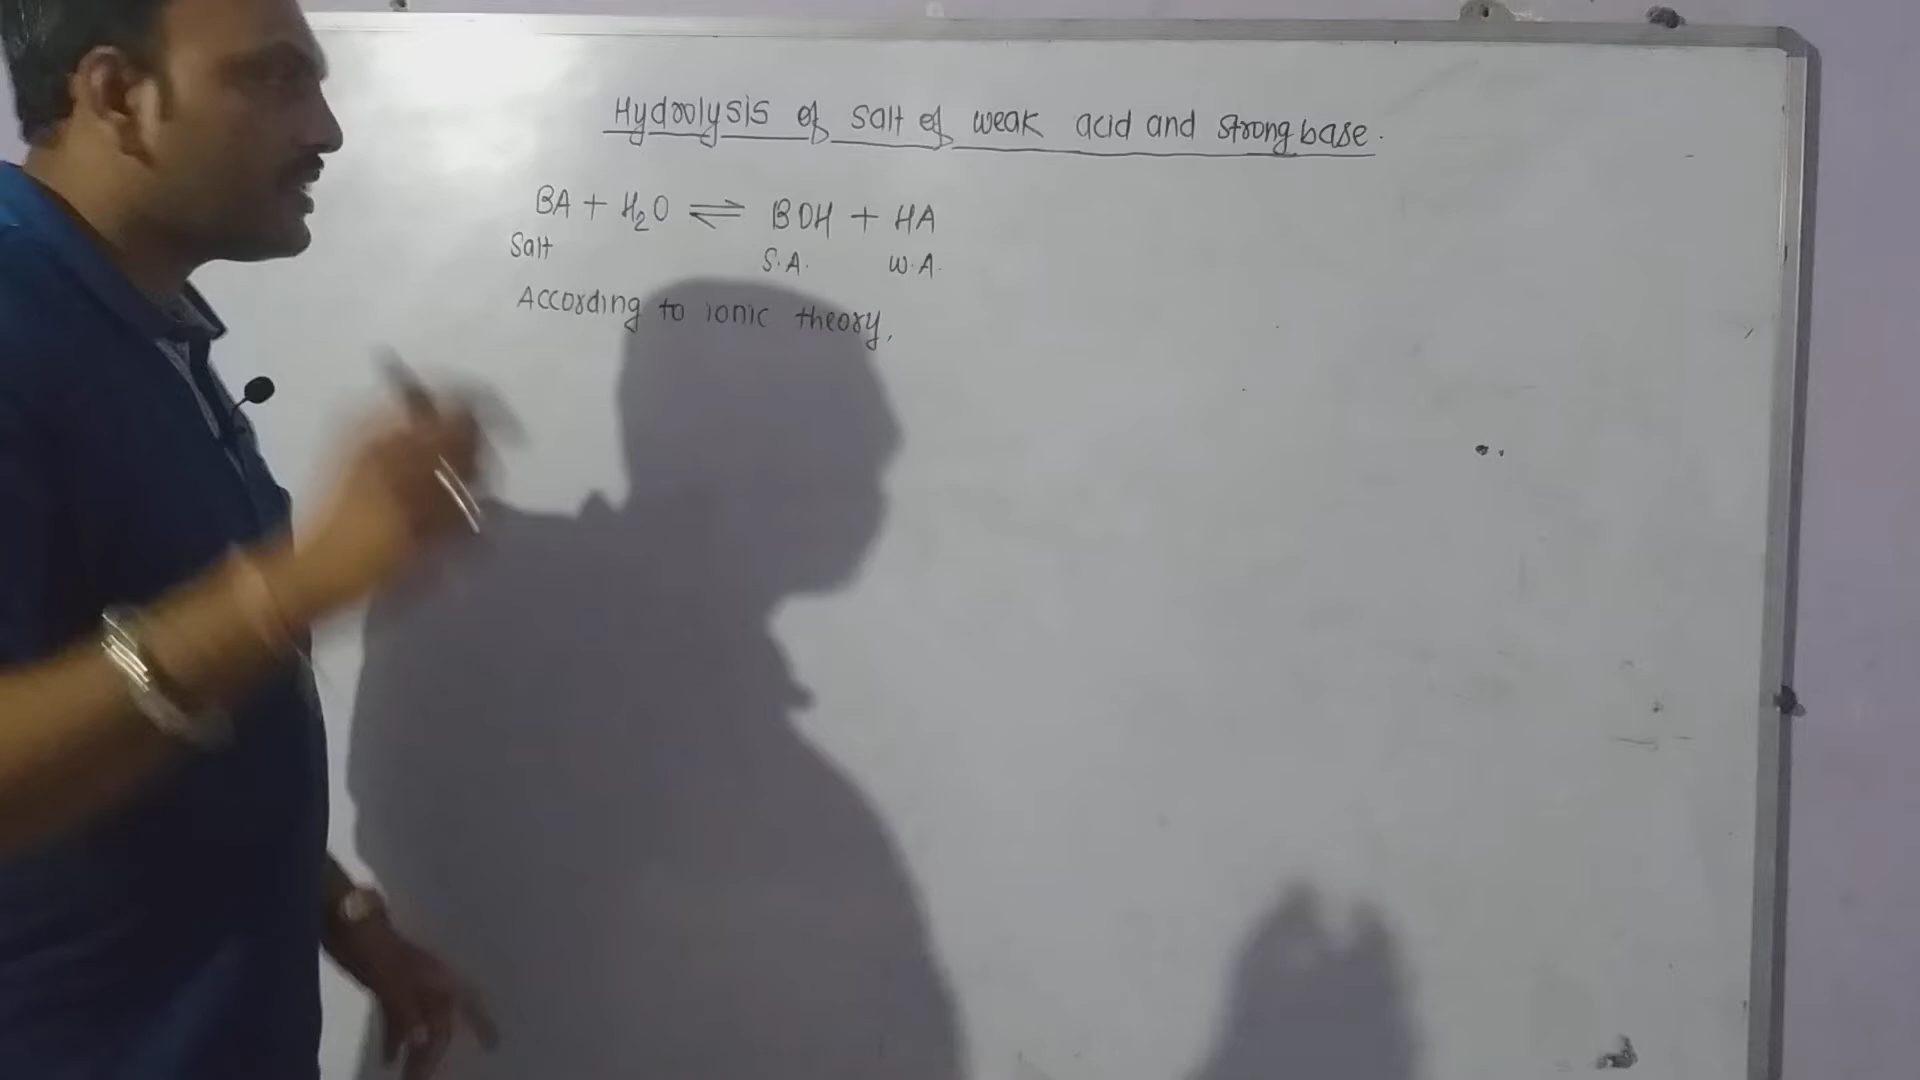 Hydrolysis of salt of weak acid and strong base.
BA + H₂O ⇌ BOH + HA
Salt S.A. W.A.
According to ionic theory,